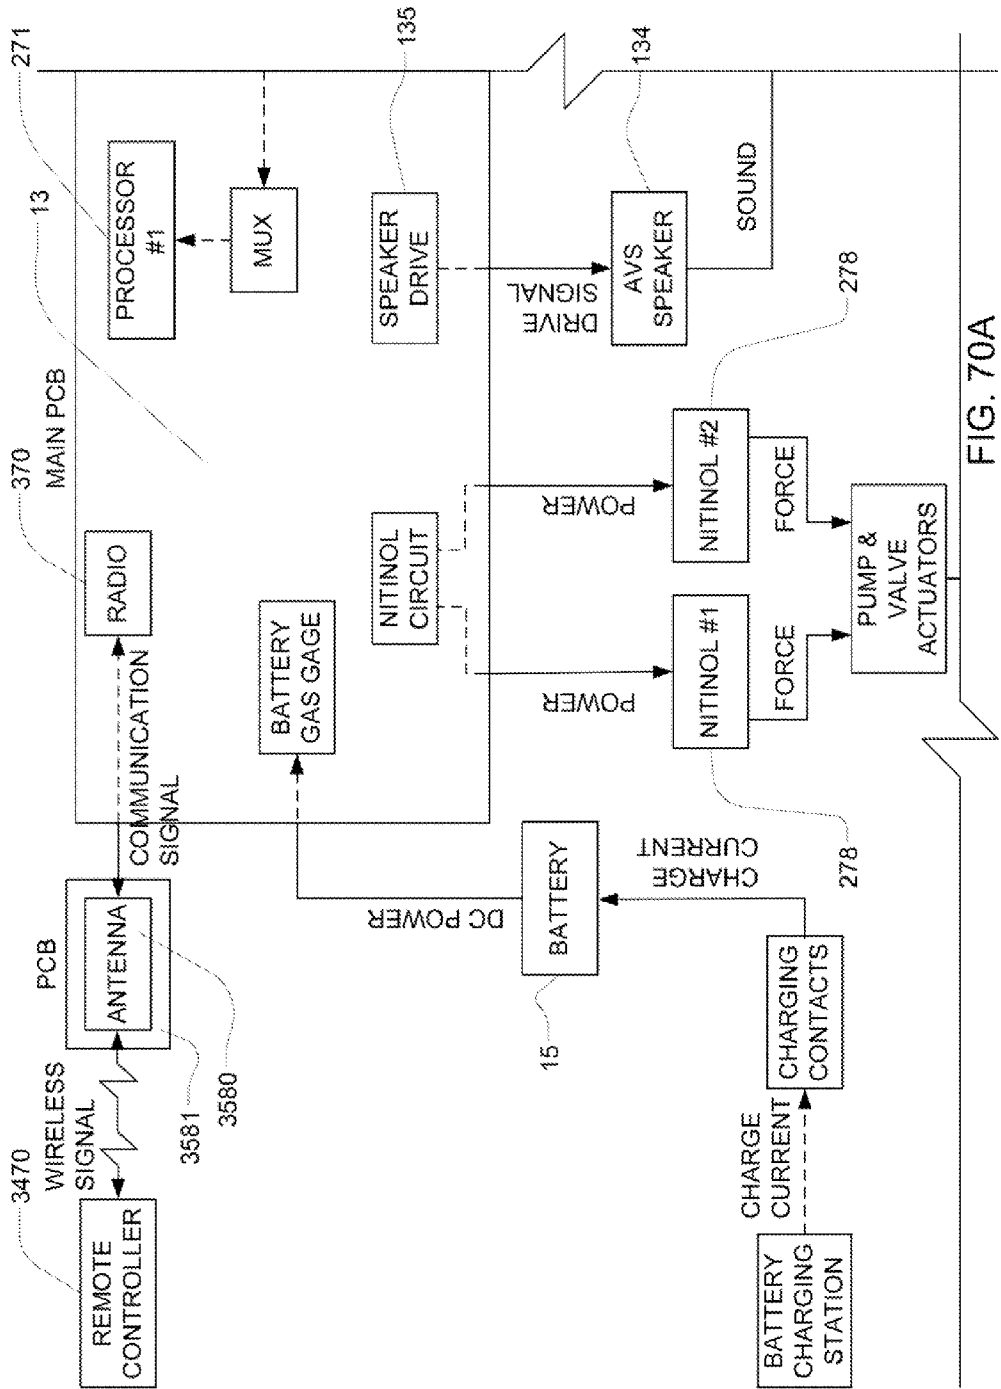 3470
REMOTE
CONTROLLER
WIRELESS
SIGNAL
3581
3580
PCB
ANTENNA
COMMUNICATION
SIGNAL
370
RADIO
MAIN PCB
13
271
PROCESSOR
#1
MUX
BATTERY
GAS GAGE
NITINOL
CIRCUIT
SPEAKER
DRIVE
135
DC POWER
POWER
POWER
DRIVE
SIGNAL
15
BATTERY
AVS
SPEAKER
134
SOUND
CHARGE
CURRENT
NITINOL #1
278
NITINOL #2
278
FORCE
FORCE
BATTERY
CHARGING
STATION
CHARGE
CURRENT
CHARGING
CONTACTS
PUMP &
VALVE
ACTUATORS
FIG. 70A